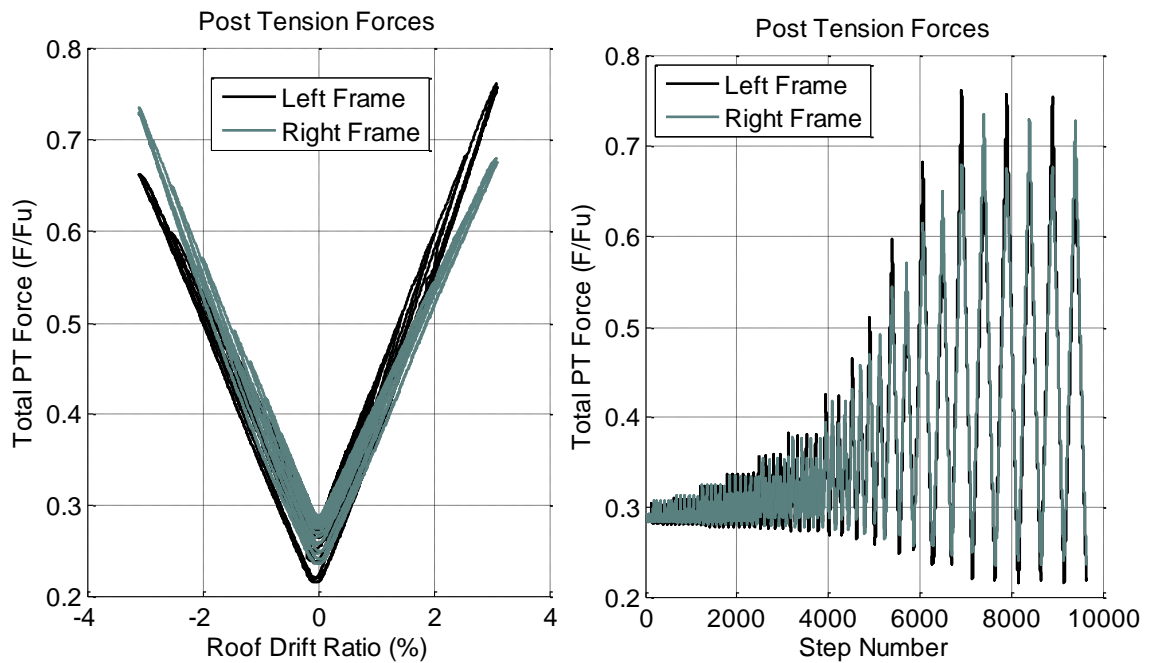 Post Tension Forces
0.8
0.7
0.6
0.5
0.4
0.3
0.2
Total PT Force (F/Fu)
Left Frame
Right Frame
-4 -2 0 2 4
Roof Drift Ratio (%)
Post Tension Forces
0.8
0.7
0.6
0.5
0.4
0.3
0.2
Total PT Force (F/Fu)
Left Frame
Right Frame
0 2000 4000 6000 8000 10000
Step Number